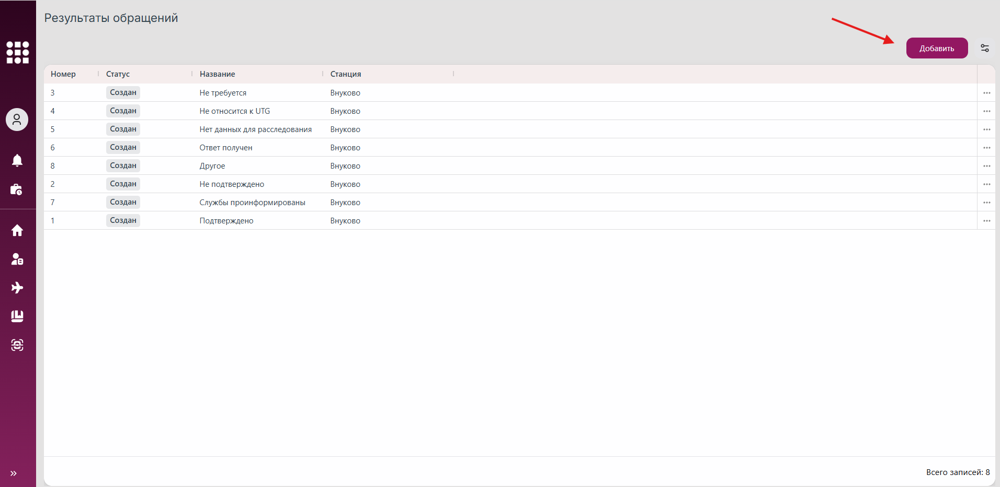 Результаты обращений
Добавить
Номер Статус Название Станция
3 Создан Не требуется Внуково
4 Создан Не относится к UTG Внуково
5 Создан Нет данных для расследования Внуково
6 Создан Ответ получен Внуково
8 Создан Другое Внуково
2 Создан Не подтверждено Внуково
7 Создан Службы проинформированы Внуково
1 Создан Подтверждено Внуково
Всего записей: 8